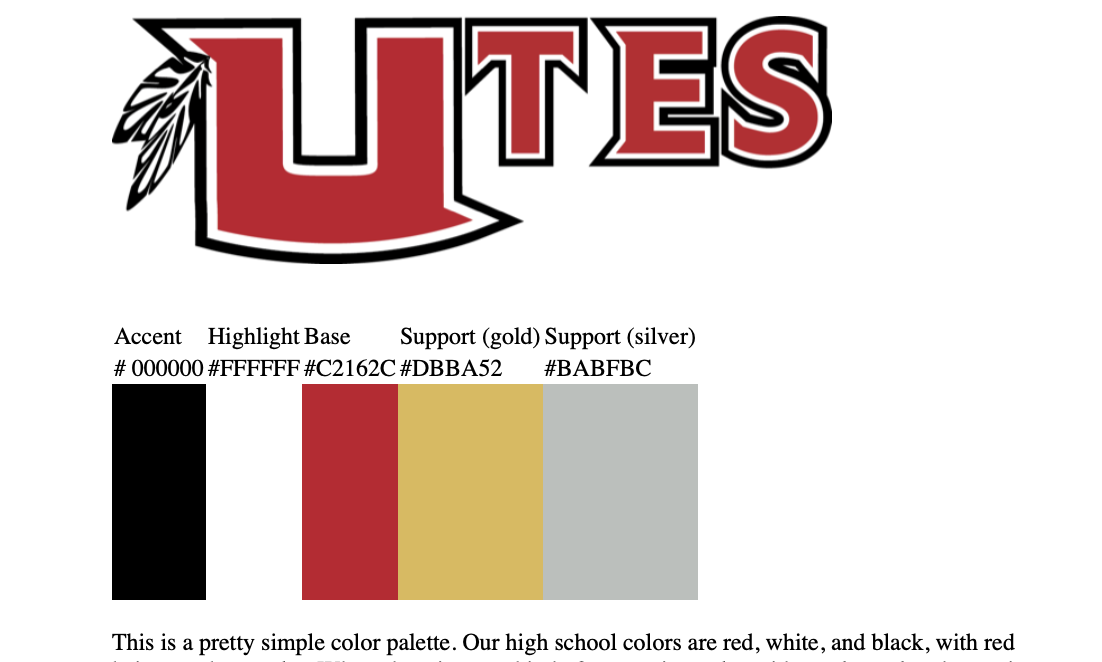 UTES
Accent Highlight Base Support (gold) Support (silver)
# 000000 #FFFFFF #C2162C #DBBA52 #BABFBC
This is a pretty simple color palette. Our high school colors are red, white, and black, with red